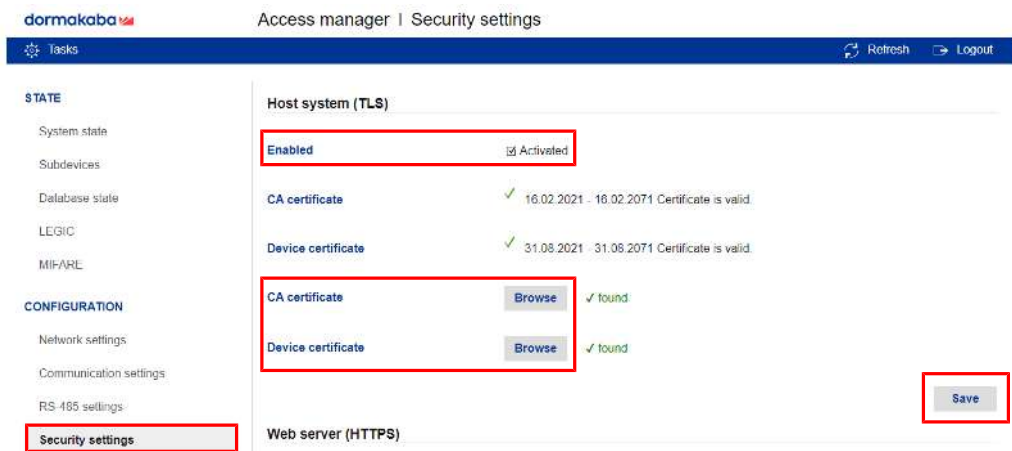 dormakaba
Access manager | Security settings
Tasks
Refresh
Logout
STATE
System state
Subdevices
Database state
LEGIC
MIFARE
CONFIGURATION
Network settings
Communication settings
RS-485 settings
Security settings
Host system (TLS)
Enabled
Activated
CA certificate
16.02.2021 - 16.02.2071 Certificate is valid.
Device certificate
31.08.2021 - 31.08.2071 Certificate is valid.
CA certificate
Browse
✓ found
Device certificate
Browse
✓ found
Save
Web server (HTTPS)